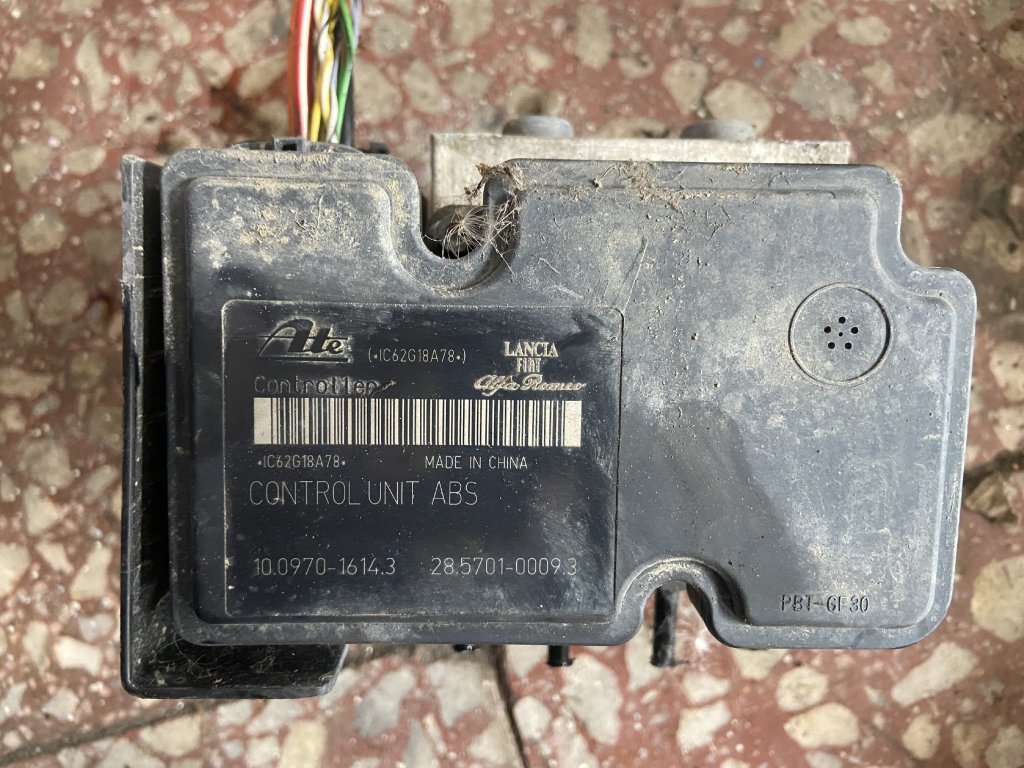 Ate (*IC62G18A78*)
LANCIA
FIAT
Alfa Romeo
Controller
*IC62G18A78* MADE IN CHINA
CONTROL UNIT ABS
10.0970-1614.3 28.5701-0009.3
PBT-GF30